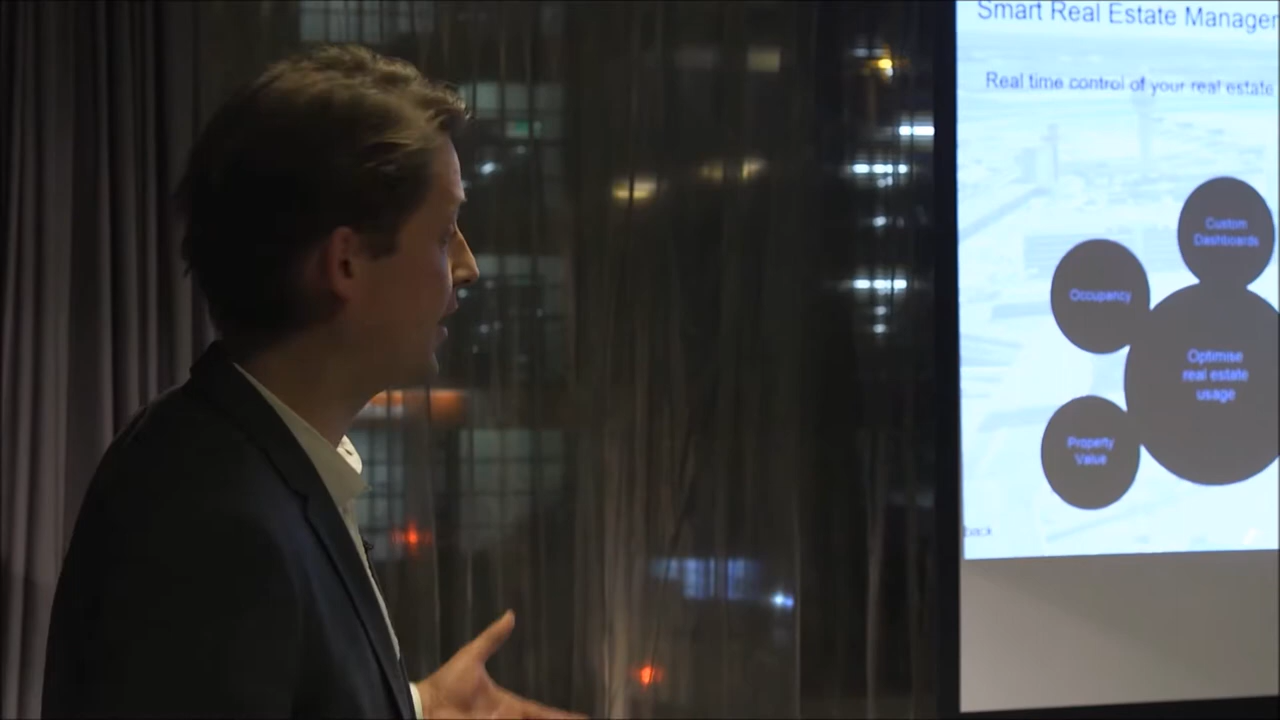 Smart Real Estate Manager
Real time control of your real estate
Custom
Dashboards
Occupancy
Optimise
real estate
usage
Property
Value
back